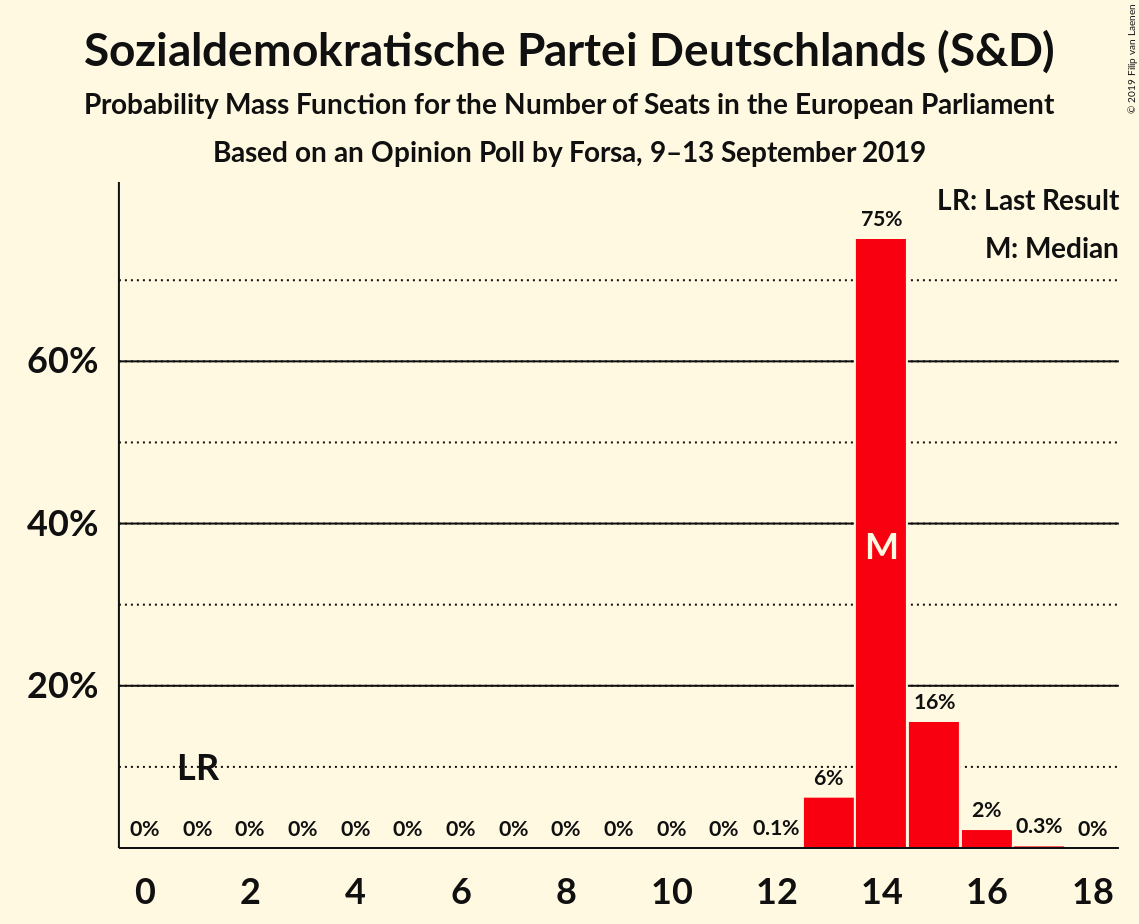 Sozialdemokratische Partei Deutschlands (S&D)
Probability Mass Function for the Number of Seats in the European Parliament
Based on an Opinion Poll by Forsa, 9–13 September 2019
© 2019 Filip van Laenen
LR: Last Result
M: Median
75%
60%
40%
M
20%
16%
LR
6%
2%
0% 0% 0% 0% 0% 0% 0% 0% 0% 0% 0% 0% 0.1% 0.3% 0%
0 2 4 6 8 10 12 14 16 18